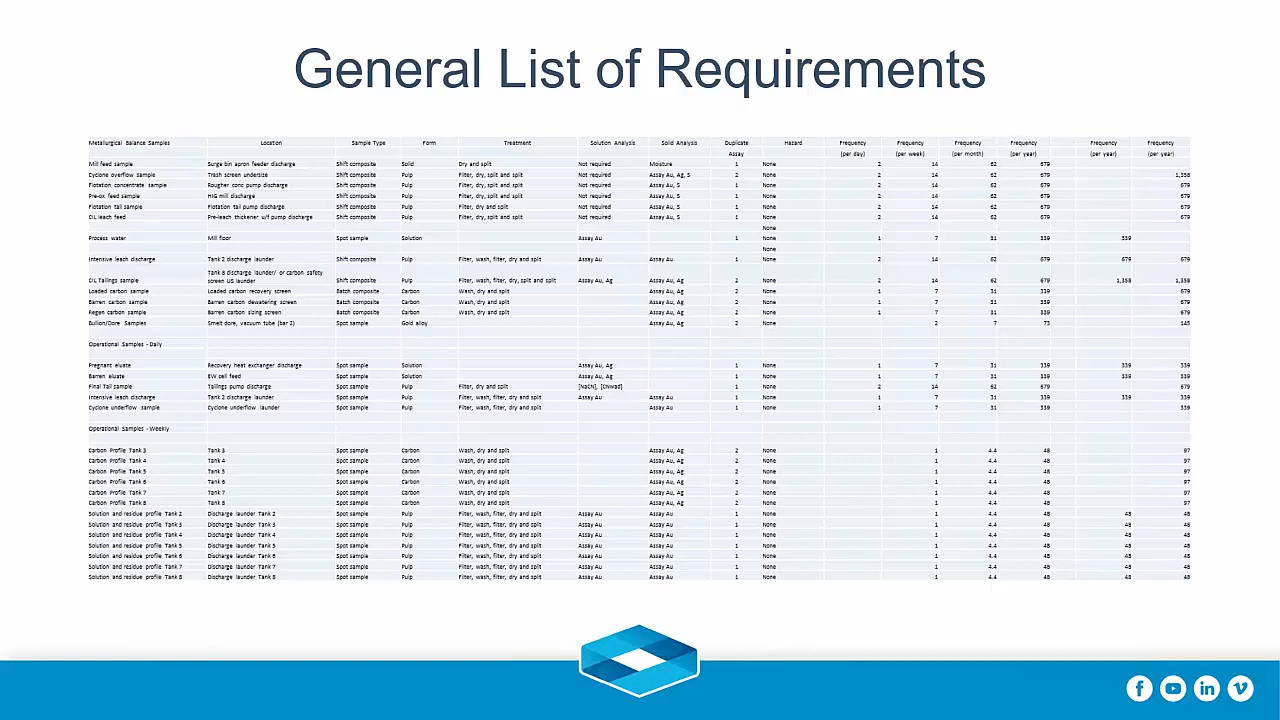 General List of Requirements
Metallurgical Balance Samples Location Sample Type Form Treatment Solution Analysis Solid Analysis Duplicate Hazard Frequency Frequency Frequency Frequency Frequency Frequency
Assay (per day) (per week) (per month) (per year) (per year) (per year)
Mill feed sample Surge bin apron feeder discharge Shift composite Solid Dry and split Not required Moisture 1 None 2 14 62 679
Cyclone overflow sample Trash screen undersize Shift composite Pulp Filter, dry, split and split Not required Assay Au, Ag, S 2 None 2 14 62 679 1,358
Flotation concentrate sample Rougher conc pump discharge Shift composite Pulp Filter, dry, split and split Not required Assay Au, S 1 None 2 14 62 679 679
Pre-ox feed sample HIG mill discharge Shift composite Pulp Filter, dry, split and split Not required Assay Au, S 1 None 2 14 62 679 679
Flotation tail sample Flotation tail pump discharge Shift composite Pulp Filter, dry and split Not required Assay Au, S 1 None 2 14 62 679 679
CIL leach feed Pre-leach thickener u/f pump discharge Shift composite Pulp Filter, dry, split and split Not required Assay Au, S 1 None 2 14 62 679 679
None
Process water Mill floor Spot sample Solution Assay Au 1 None 1 7 31 339 339
None
Intensive leach discharge Tank 2 discharge launder Shift composite Pulp Filter, wash, filter, dry and split Assay Au Assay Au 1 None 2 14 62 679 679 679
Tank 8 discharge launder/ or carbon safety
CIL Tailings sample screen US launder Shift composite Pulp Filter, wash, filter, dry, split and split Assay Au, Ag Assay Au, Ag 2 None 2 14 62 679 1,358 1,358
Loaded carbon sample Loaded carbon recovery screen Batch composite Carbon Wash, dry and split Assay Au, Ag 2 None 1 7 31 339 679
Barren carbon sample Barren carbon dewatering screen Batch composite Carbon Wash, dry and split Assay Au, Ag 2 None 1 7 31 339 679
Regen carbon sample Barren carbon sizing screen Batch composite Carbon Wash, dry and split Assay Au, Ag 2 None 1 7 31 339 679
Bullion/Dore Samples Smelt dore, vacuum tube (bar 2) Spot sample Gold alloy Assay Au, Ag 2 None 2 7 73 145
Operational Samples - Daily
Pregnant eluate Recovery heat exchanger discharge Spot sample Solution Assay Au, Ag 1 None 1 7 31 339 339 339
Barren eluate EW cell feed Spot sample Solution Assay Au, Ag 1 None 1 7 31 339 339 339
Final Tail sample Tailings pump discharge Spot sample Pulp Filter, dry and split [NaCN], [CNwad] 1 None 2 14 62 679 679
Intensive leach discharge Tank 2 discharge launder Spot sample Pulp Filter, wash, filter, dry and split Assay Au Assay Au 1 None 1 7 31 339 339 339
Cyclone underflow sample Cyclone underflow launder Spot sample Pulp Filter, wash, filter, dry and split Assay Au 1 None 1 7 31 339 339
Operational Samples - Weekly
Carbon Profile Tank 3 Tank 3 Spot sample Carbon Wash, dry and split Assay Au, Ag 2 None 1 4.4 48 97
Carbon Profile Tank 4 Tank 4 Spot sample Carbon Wash, dry and split Assay Au, Ag 2 None 1 4.4 48 97
Carbon Profile Tank 5 Tank 5 Spot sample Carbon Wash, dry and split Assay Au, Ag 2 None 1 4.4 48 97
Carbon Profile Tank 6 Tank 6 Spot sample Carbon Wash, dry and split Assay Au, Ag 2 None 1 4.4 48 97
Carbon Profile Tank 7 Tank 7 Spot sample Carbon Wash, dry and split Assay Au, Ag 2 None 1 4.4 48 97
Carbon Profile Tank 8 Tank 8 Spot sample Carbon Wash, dry and split Assay Au, Ag 2 None 1 4.4 48 97
Solution and residue profile Tank 2 Discharge launder Tank 2 Spot sample Pulp Filter, wash, filter, dry and split Assay Au Assay Au 1 None 1 4.4 48 48 48
Solution and residue profile Tank 3 Discharge launder Tank 3 Spot sample Pulp Filter, wash, filter, dry and split Assay Au Assay Au 1 None 1 4.4 48 48 48
Solution and residue profile Tank 4 Discharge launder Tank 4 Spot sample Pulp Filter, wash, filter, dry and split Assay Au Assay Au 1 None 1 4.4 48 48 48
Solution and residue profile Tank 5 Discharge launder Tank 5 Spot sample Pulp Filter, wash, filter, dry and split Assay Au Assay Au 1 None 1 4.4 48 48 48
Solution and residue profile Tank 6 Discharge launder Tank 6 Spot sample Pulp Filter, wash, filter, dry and split Assay Au Assay Au 1 None 1 4.4 48 48 48
Solution and residue profile Tank 7 Discharge launder Tank 7 Spot sample Pulp Filter, wash, filter, dry and split Assay Au Assay Au 1 None 1 4.4 48 48 48
Solution and residue profile Tank 8 Discharge launder Tank 8 Spot sample Pulp Filter, wash, filter, dry and split Assay Au Assay Au 1 None 1 4.4 48 48 48